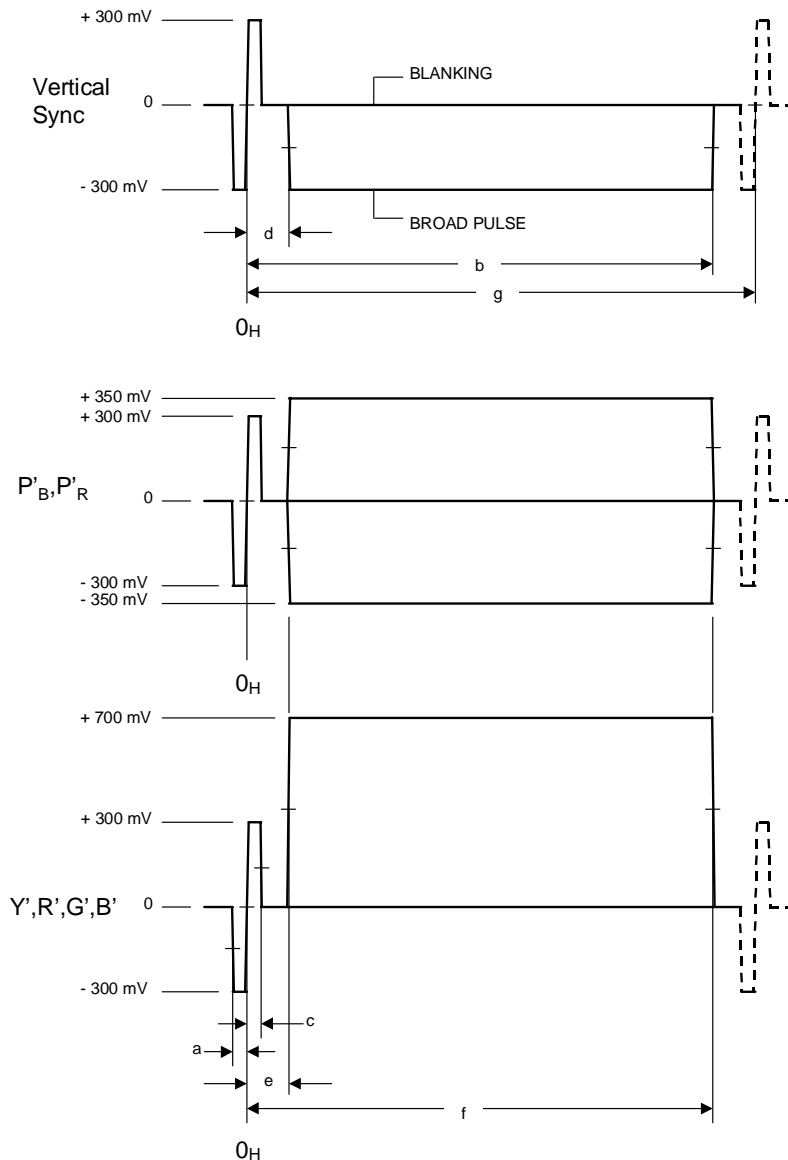 + 300 mV
BLANKING
Vertical
Sync
0
- 300 mV
BROAD PULSE
d
b
g
0H
+ 350 mV
+ 300 mV
P'B,P'R
0
- 300 mV
- 350 mV
0H
+ 700 mV
+ 300 mV
Y',R',G',B'
0
- 300 mV
c
a
e
f
0H